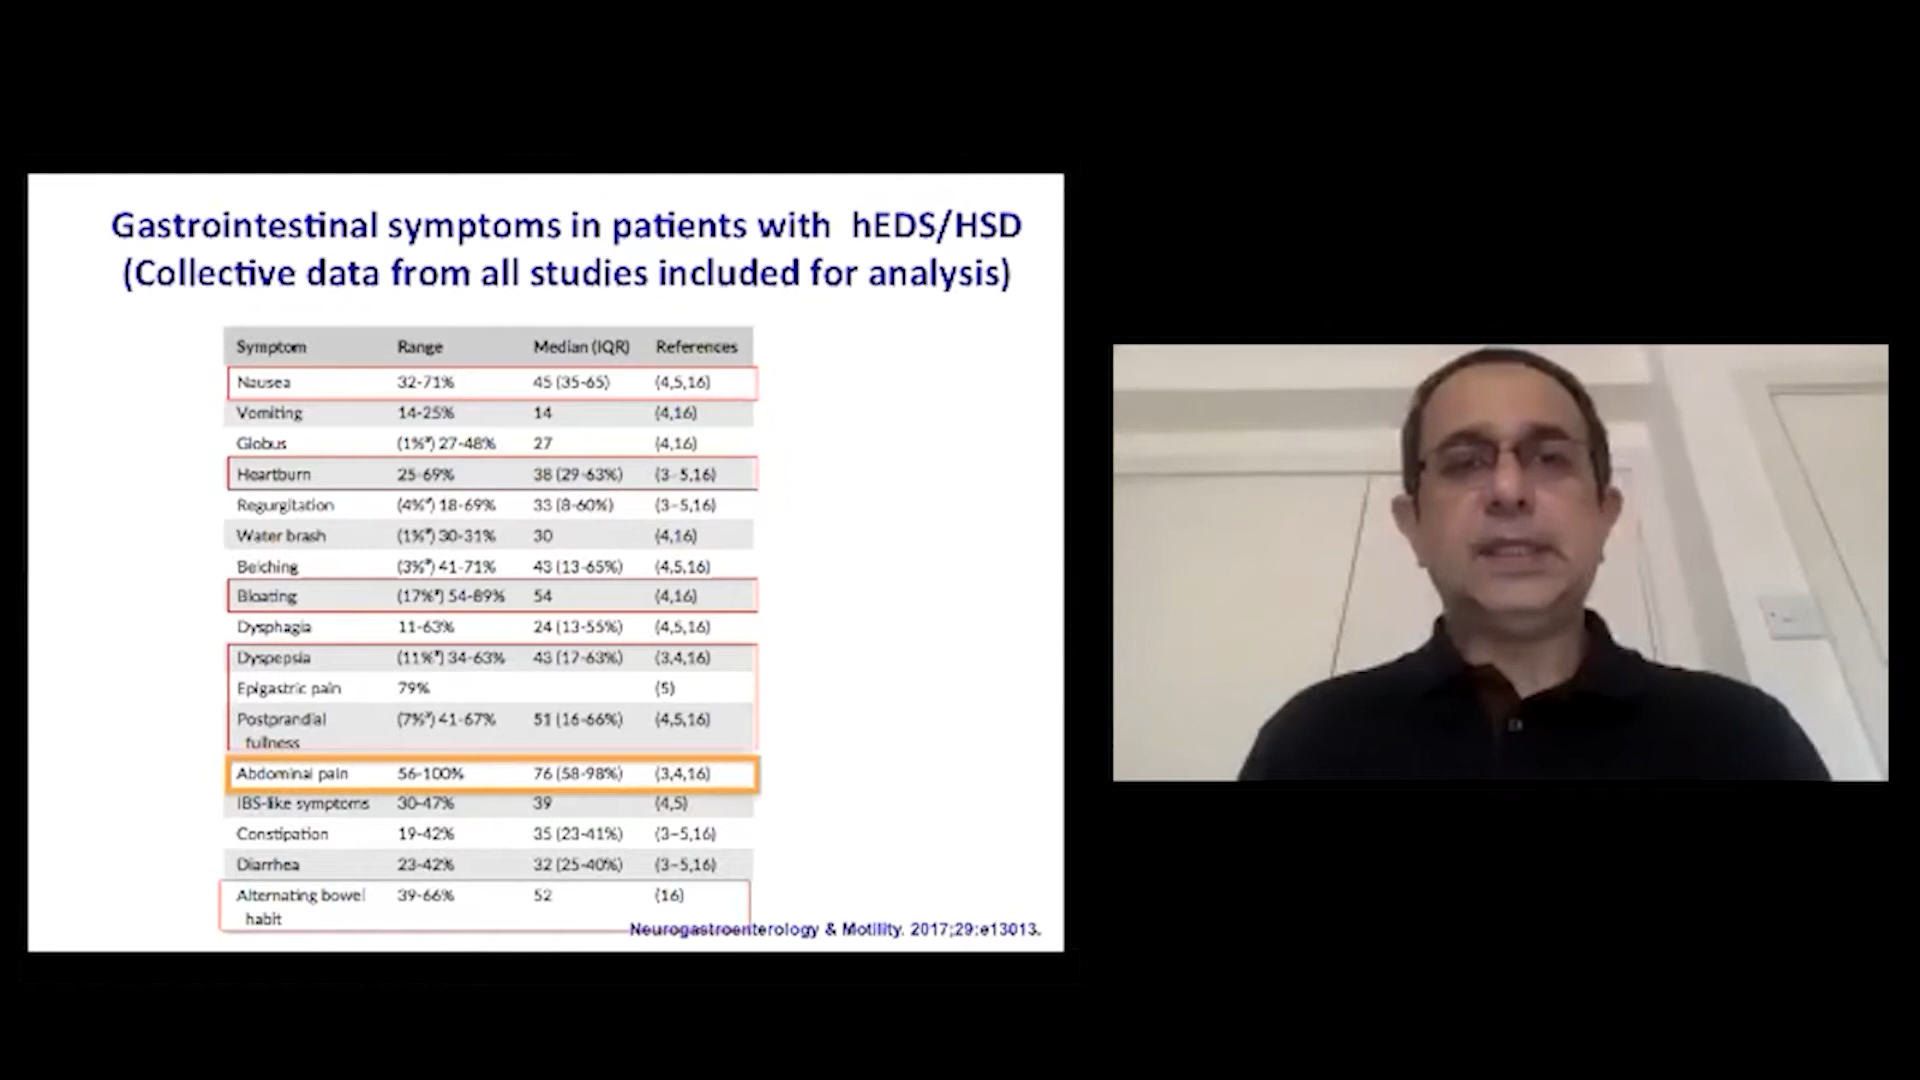 Gastrointestinal symptoms in patients with hEDS/HSD
(Collective data from all studies included for analysis)
Symptom Range Median (IQR) References
Nausea 32-71% 45 (35-65) (4,5,16)
Vomiting 14-25% 14 (4,16)
Globus (1%*) 27-48% 27 (4,16)
Heartburn 25-69% 38 (29-63%) (3-5,16)
Regurgitation (4%*) 18-69% 33 (8-60%) (3-5,16)
Water brash (1%*) 30-31% 30 (4,16)
Belching (3%*) 41-71% 43 (13-65%) (4,5,16)
Bloating (17%*) 54-89% 54 (4,16)
Dysphagia 11-63% 24 (13-55%) (4,5,16)
Dyspepsia (11%*) 34-63% 43 (17-63%) (3,4,16)
Epigastric pain 79% (5)
Postprandial (7%*) 41-67% 51 (16-66%) (4,5,16)
fullness
Abdominal pain 56-100% 76 (58-98%) (3,4,16)
IBS-like symptoms 30-47% 39 (4,5)
Constipation 19-42% 35 (23-41%) (3-5,16)
Diarrhea 23-42% 32 (25-40%) (3-5,16)
Alternating bowel 39-66% 52 (16)
habit
Neurogastroenterology & Motility. 2017;29:e13013.